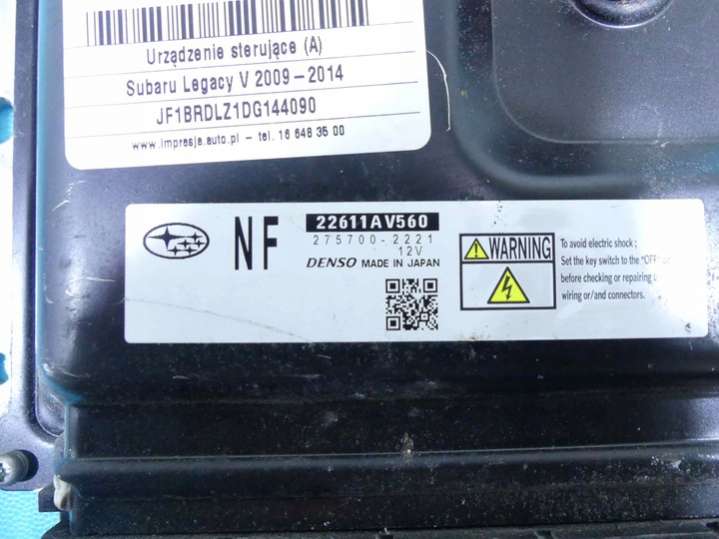 Urządzenie sterujące (A)
Subaru Legacy V 2009-2014
JF1BRDLZ1DG144090
www.impresja.auto.pl - tel. 16 648 35 00
NF
22611AV560
275700-2221
12V
DENSO MADE IN JAPAN
WARNING
To avoid electric shock ;
Set the key switch to the "OFF"
before checking or repairing
wiring or/and connectors.